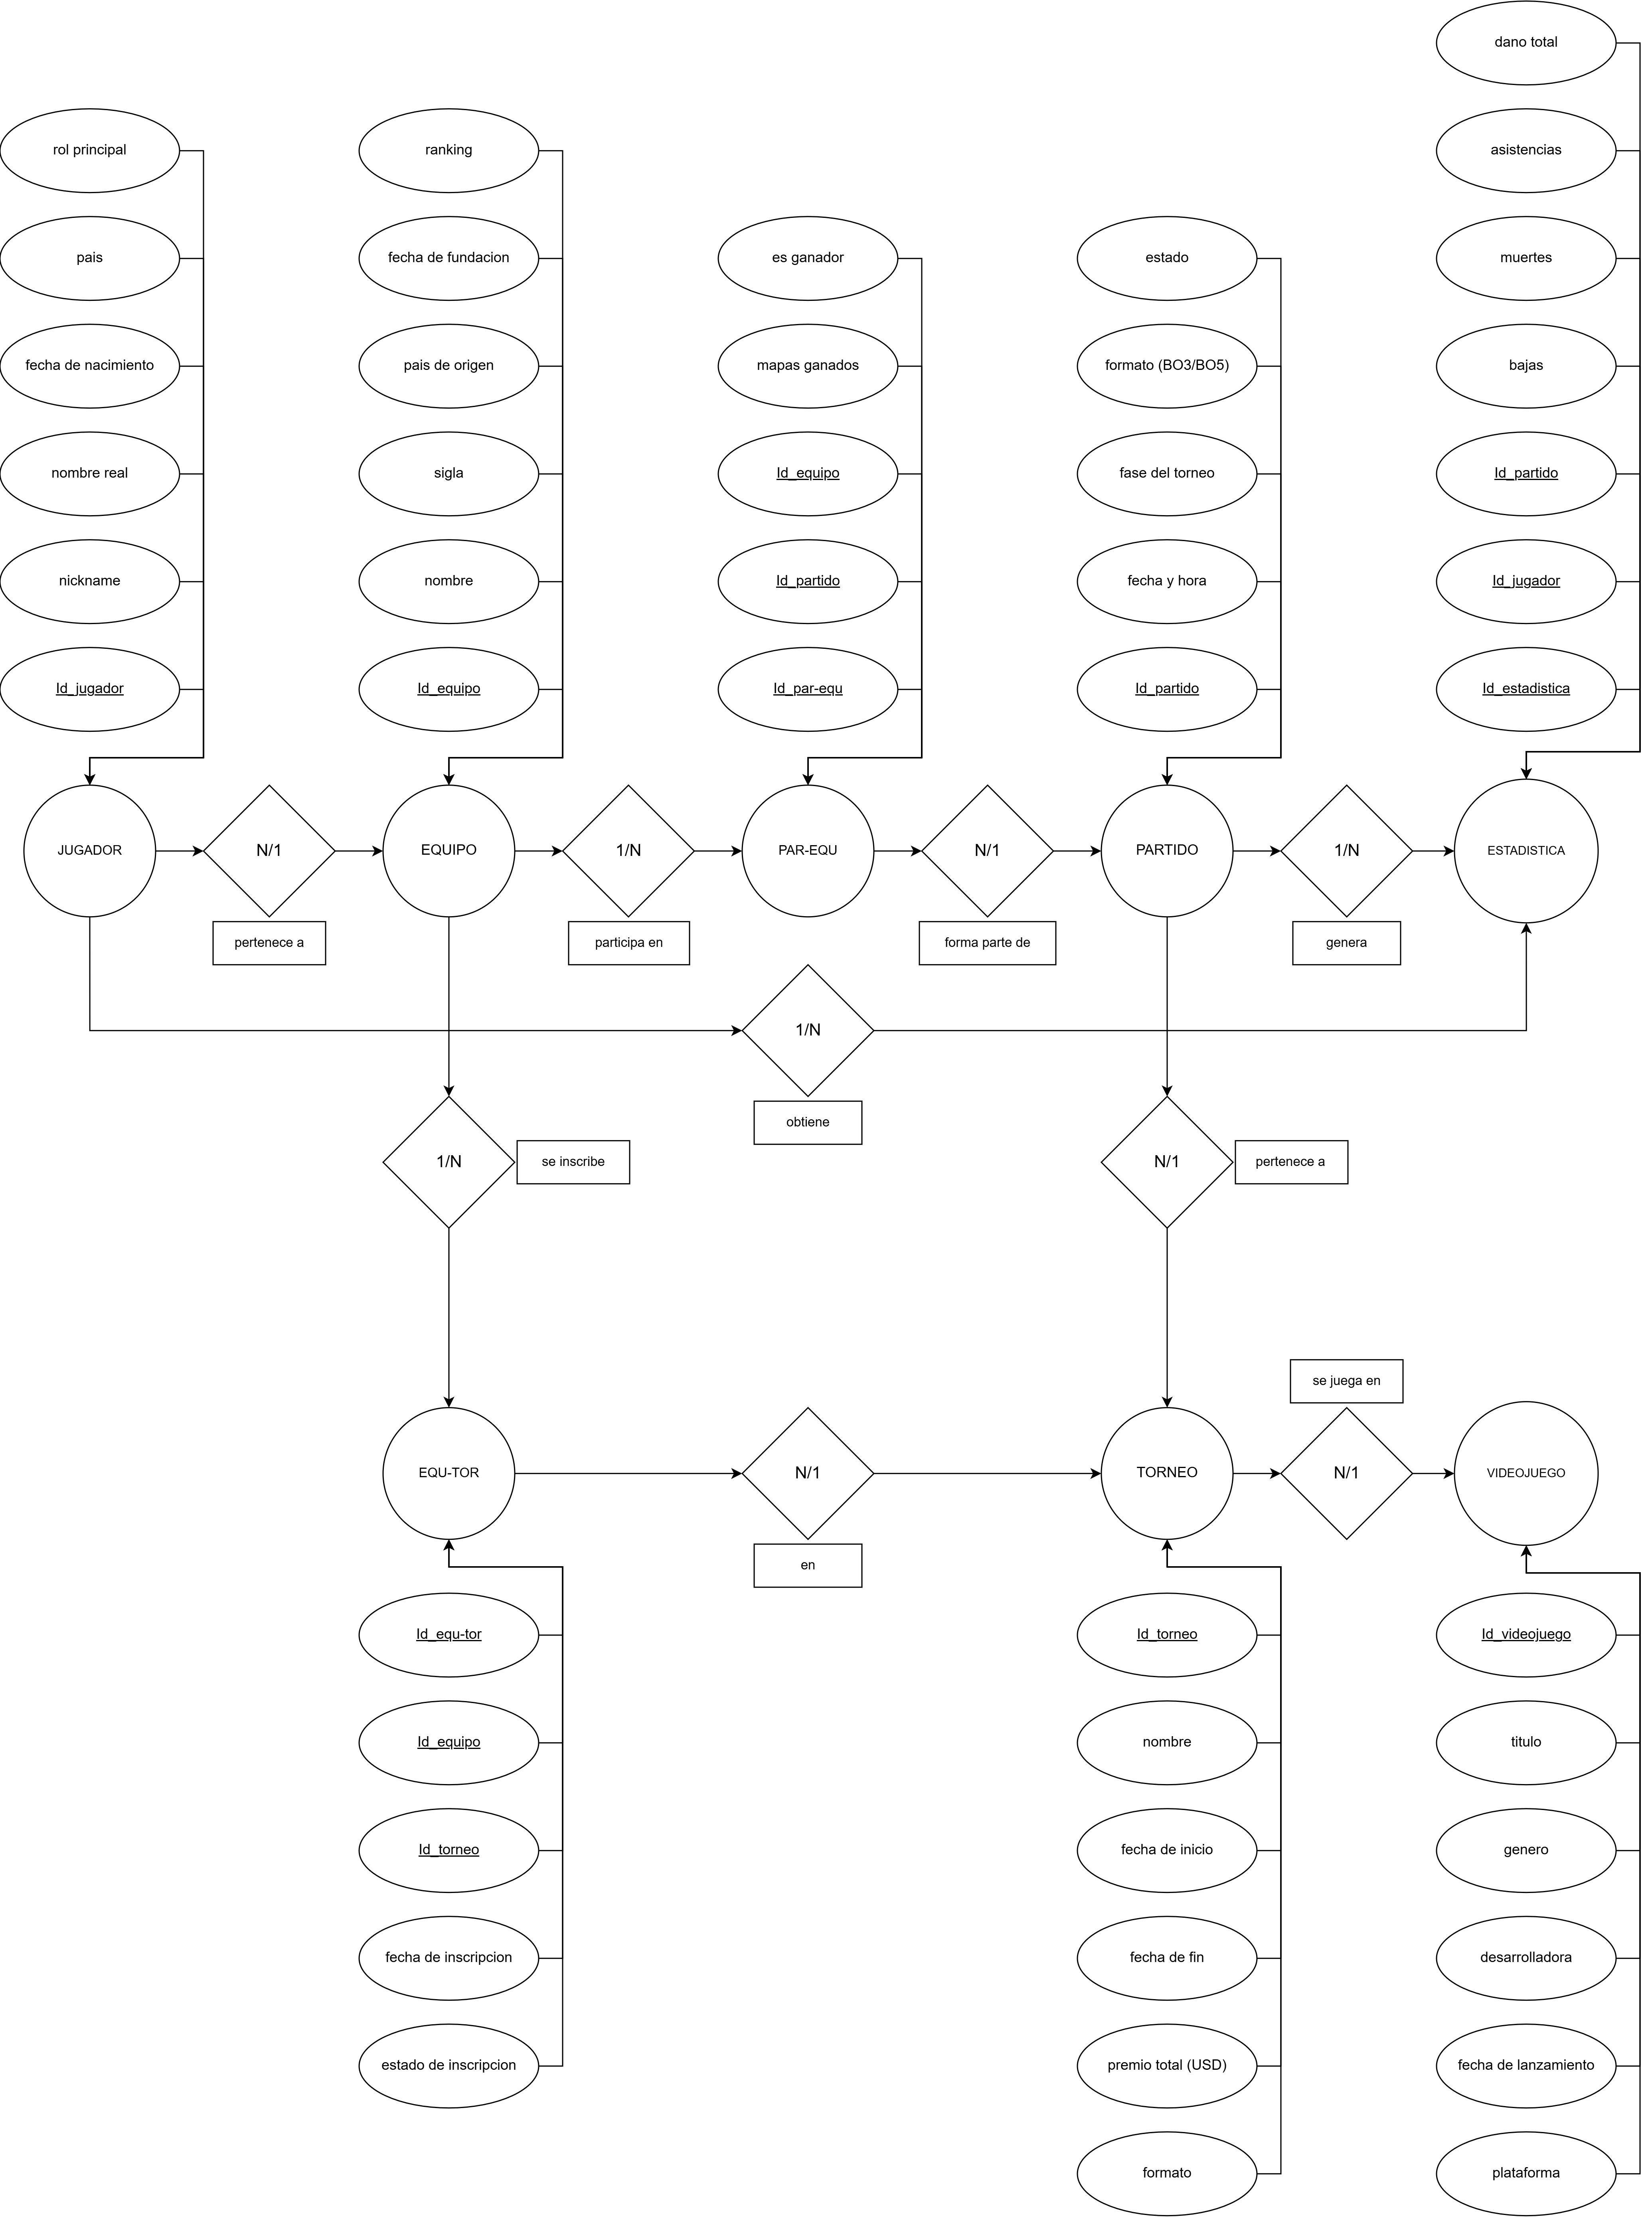 dano total
rol principal
ranking
asistencias
pais
fecha de fundacion
es ganador
estado
muertes
fecha de nacimiento
pais de origen
mapas ganados
formato (BO3/BO5)
bajas
nombre real
sigla
Id_equipo
fase del torneo
Id_partido
nickname
nombre
Id_partido
fecha y hora
Id_jugador
Id_jugador
Id_equipo
Id_par-equ
Id_partido
Id_estadistica
JUGADOR
N/1
EQUIPO
1/N
PAR-EQU
N/1
PARTIDO
1/N
ESTADISTICA
pertenece a
participa en
forma parte de
genera
1/N
obtiene
1/N
se inscribe
N/1
pertenece a
se juega en
EQU-TOR
N/1
TORNEO
N/1
VIDEOJUEGO
en
Id_equ-tor
Id_torneo
Id_videojuego
Id_equipo
nombre
titulo
Id_torneo
fecha de inicio
genero
fecha de inscripcion
fecha de fin
desarrolladora
estado de inscripcion
premio total (USD)
fecha de lanzamiento
formato
plataforma